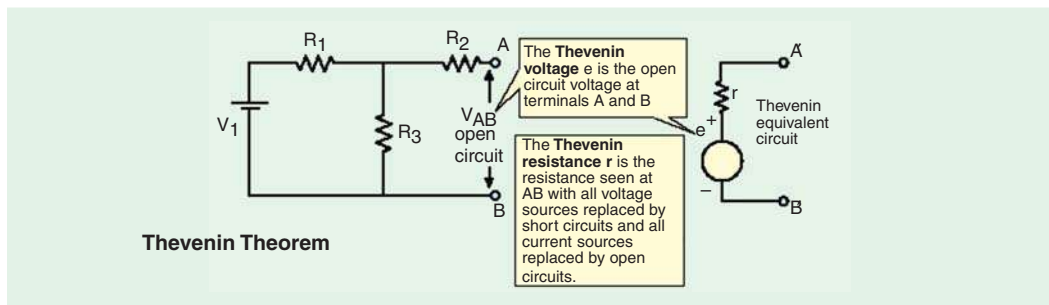 R1
R2
A
The Thevenin
voltage e is the open
circuit voltage at
terminals A and B
V1
R3
VAB
open
circuit
B
The Thevenin
resistance r is the
resistance seen at
AB with all voltage
sources replaced by
short circuits and all
current sources
replaced by open
circuits.
A'
r
Thevenin
equivalent
circuit
e
+
–
B'
Thevenin Theorem